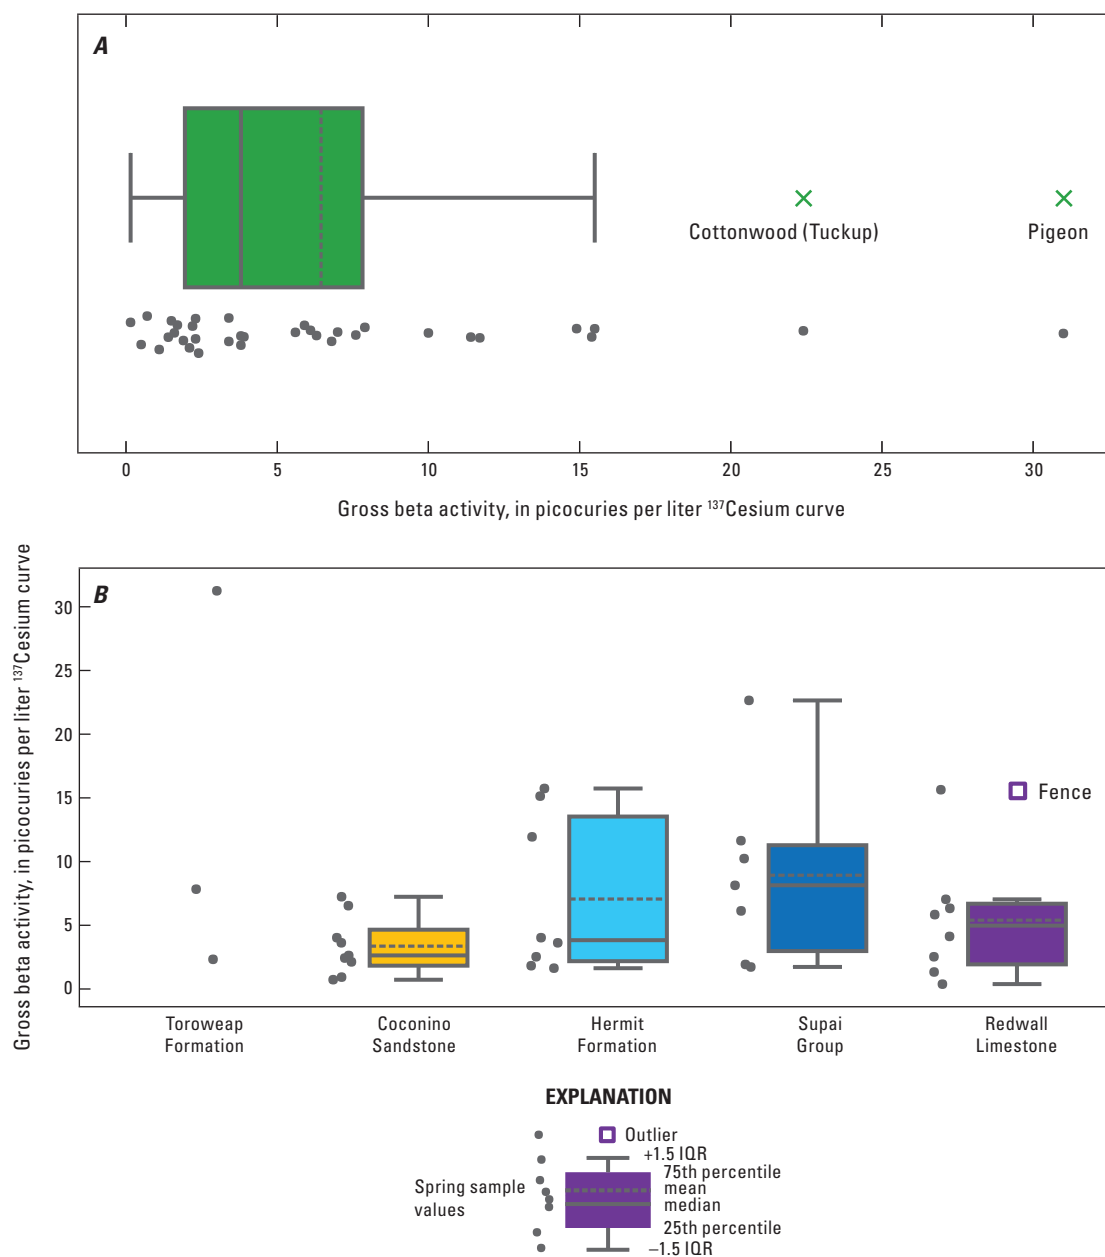 A
Cottonwood (Tuckup)
Pigeon
0 5 10 15 20 25 30
Gross beta activity, in picocuries per liter ¹³⁷Cesium curve
Gross beta activity, in picocuries per liter ¹³⁷Cesium curve
B
30
25
20
15
10
5
0
Fence
Toroweap
Formation
Coconino
Sandstone
Hermit
Formation
Supai
Group
Redwall
Limestone
EXPLANATION
Spring sample
values
Outlier
+1.5 IQR
75th percentile
mean
median
25th percentile
–1.5 IQR